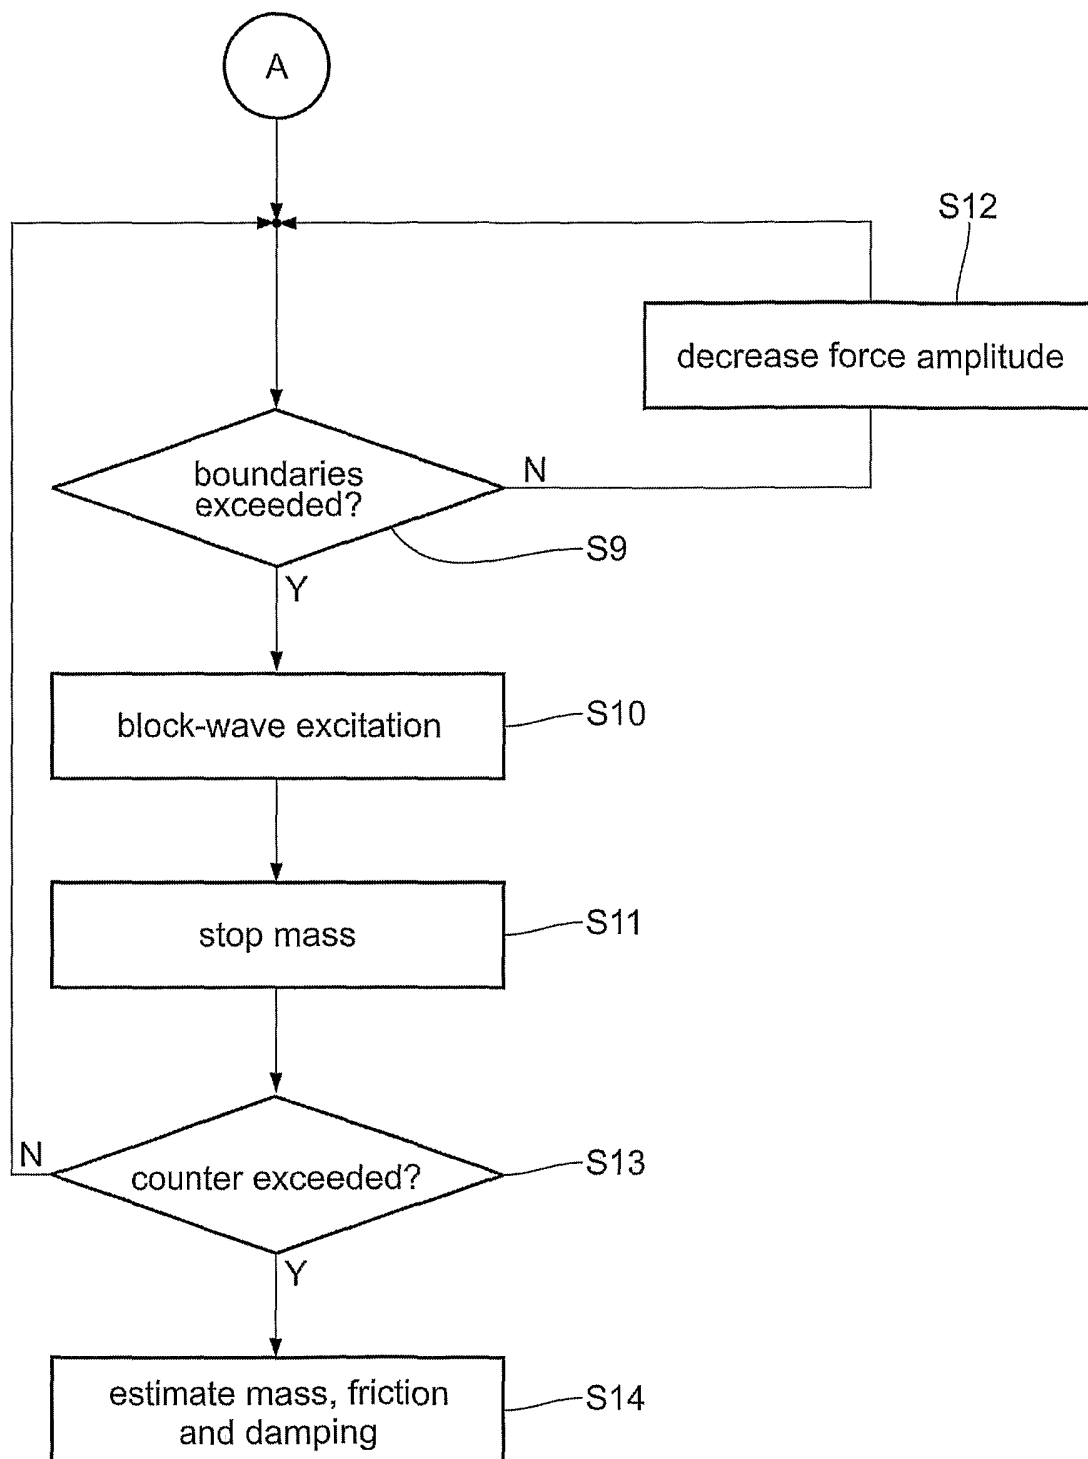 A
S12
decrease force amplitude
boundaries
exceeded?
N
S9
Y
block-wave excitation
S10
stop mass
S11
N
counter exceeded?
S13
Y
estimate mass, friction
and damping
S14